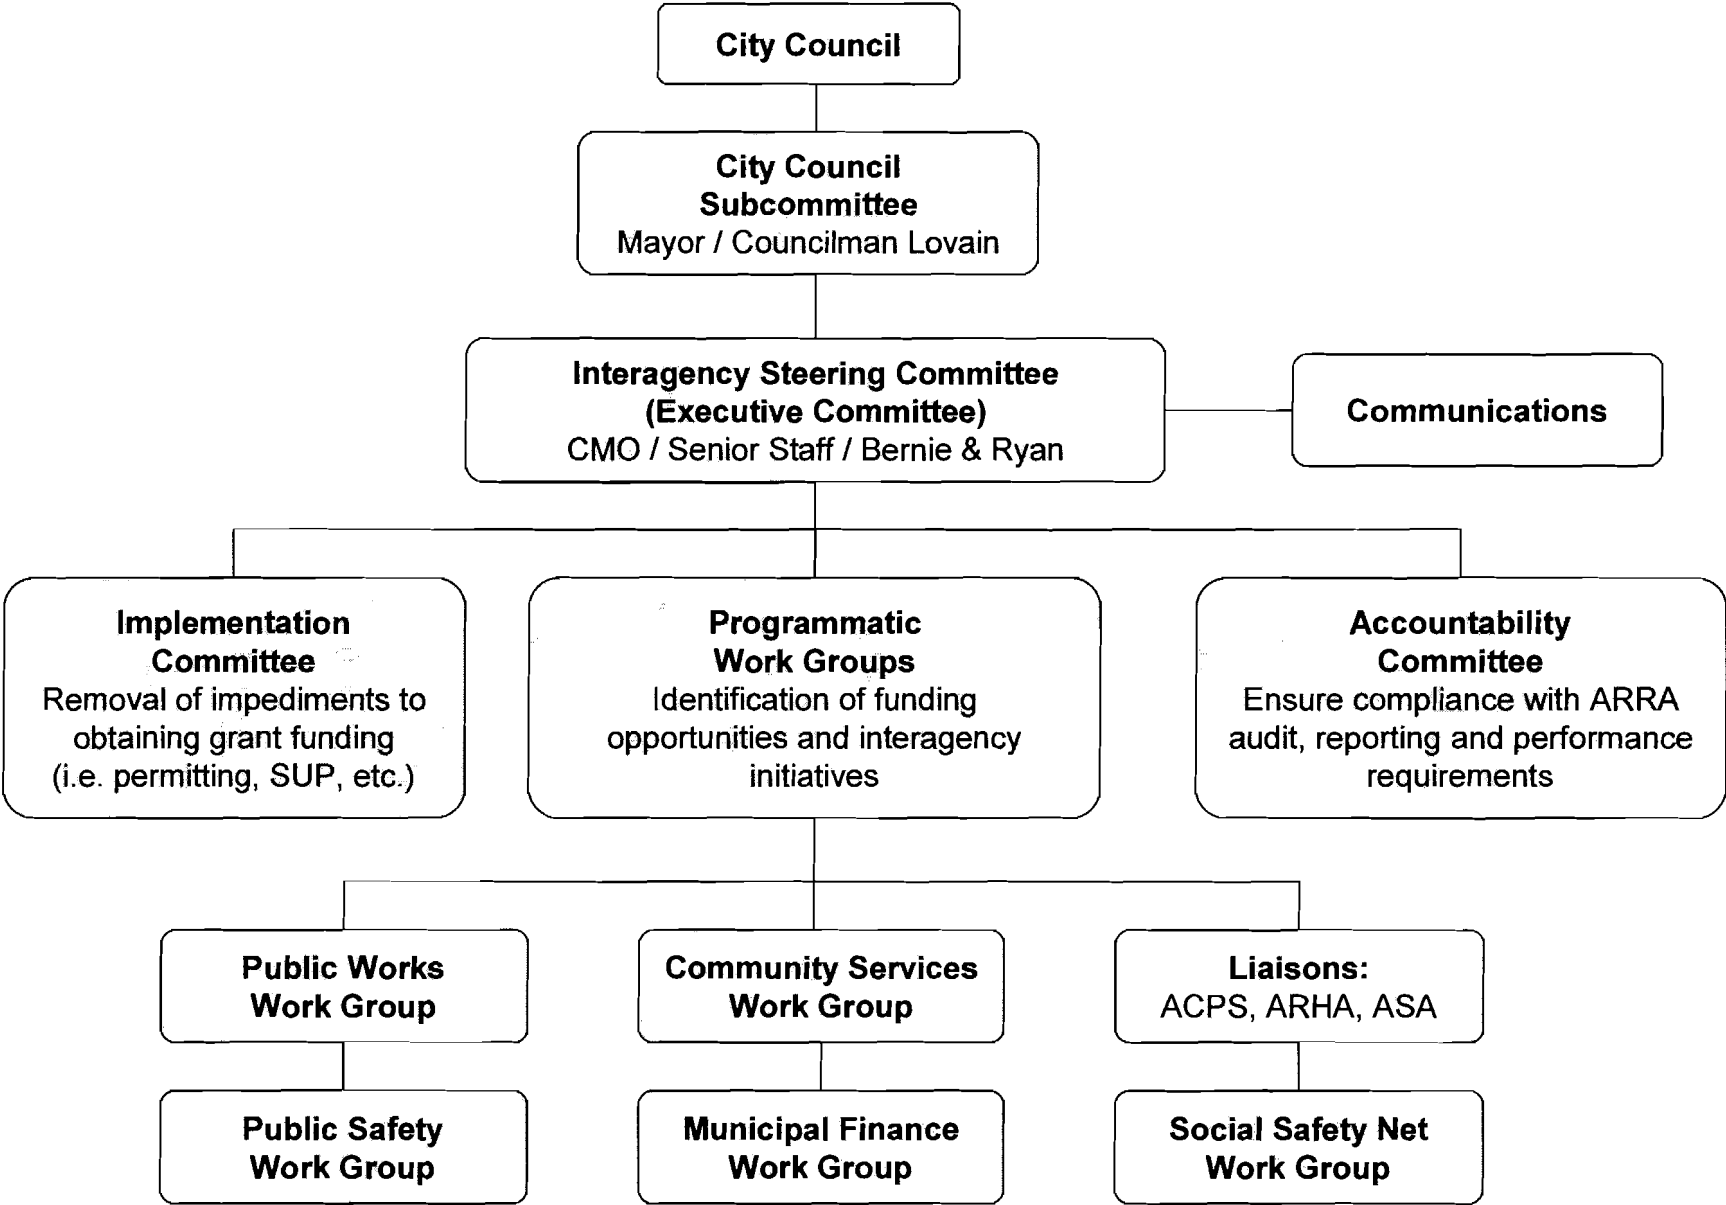 City Council
City Council
Subcommittee
Mayor / Councilman Lovain
Interagency Steering Committee
(Executive Committee)
CMO / Senior Staff / Bernie & Ryan
Communications
Implementation
Committee
Removal of impediments to
obtaining grant funding
(i.e. permitting, SUP, etc.)
Programmatic
Work Groups
Identification of funding
opportunities and interagency
initiatives
Accountability
Committee
Ensure compliance with ARRA
audit, reporting and performance
requirements
Public Works
Work Group
Community Services
Work Group
Liaisons:
ACPS, ARHA, ASA
Public Safety
Work Group
Municipal Finance
Work Group
Social Safety Net
Work Group